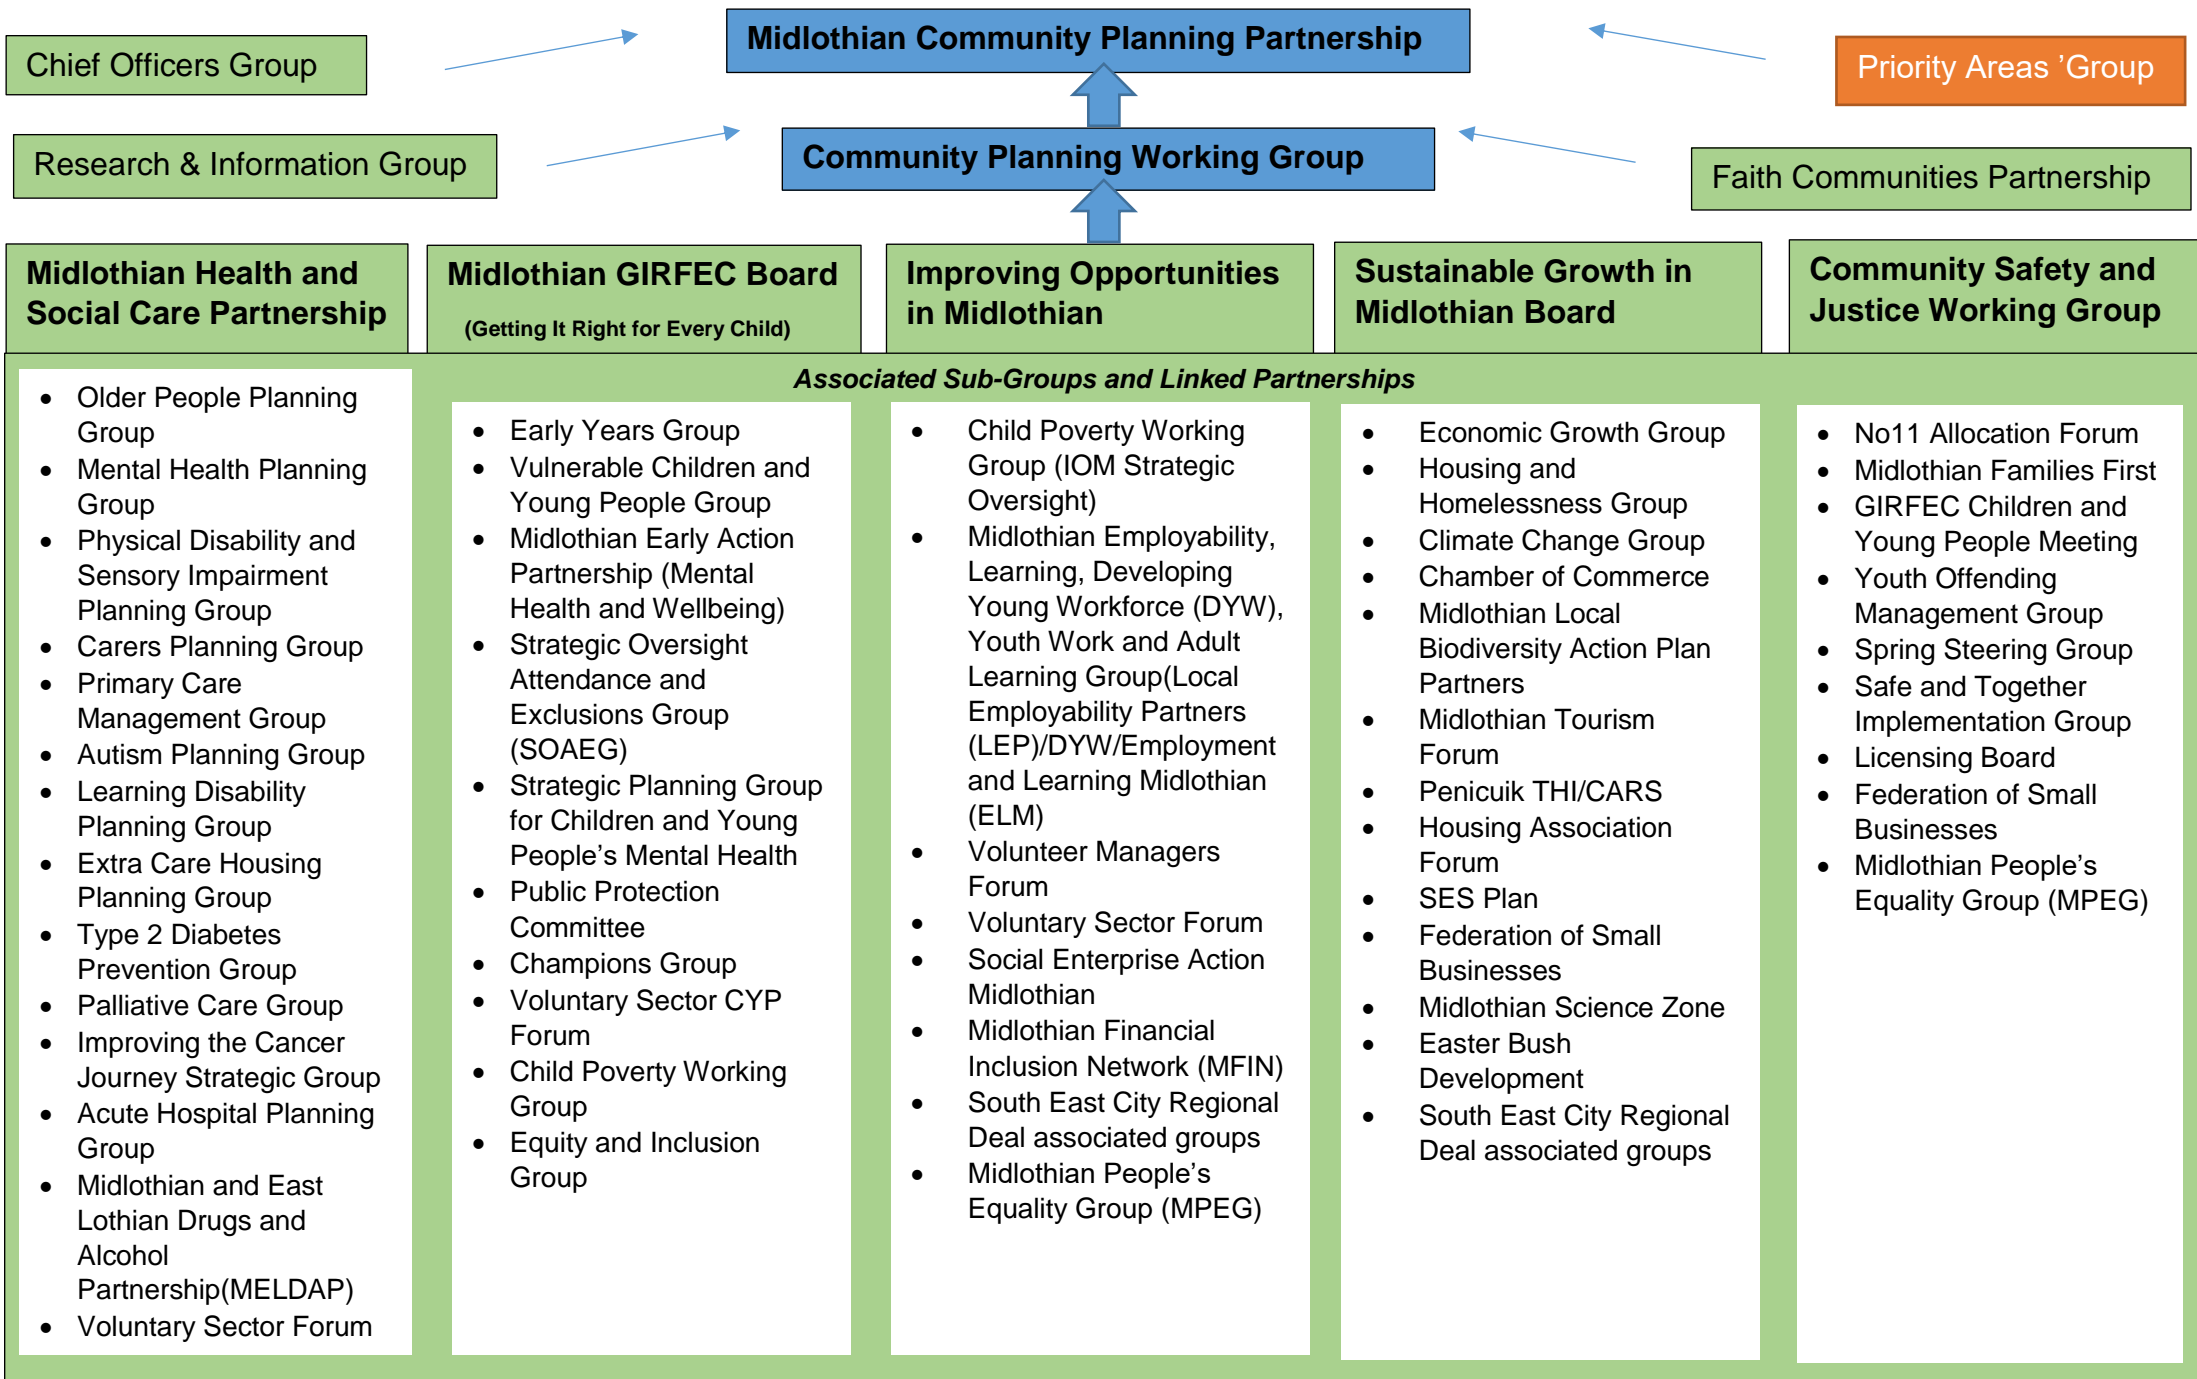 Midlothian Community Planning Partnership
Chief Officers Group
Priority Areas ’Group
Research & Information Group
Community Planning Working Group
Faith Communities Partnership
Midlothian Health and
Social Care Partnership
Midlothian GIRFEC Board
(Getting It Right for Every Child)
Improving Opportunities
in Midlothian
Sustainable Growth in
Midlothian Board
Community Safety and
Justice Working Group
Associated Sub-Groups and Linked Partnerships
• Older People Planning
Group
• Mental Health Planning
Group
• Physical Disability and
Sensory Impairment
Planning Group
• Carers Planning Group
• Primary Care
Management Group
• Autism Planning Group
• Learning Disability
Planning Group
• Extra Care Housing
Planning Group
• Type 2 Diabetes
Prevention Group
• Palliative Care Group
• Improving the Cancer
Journey Strategic Group
• Acute Hospital Planning
Group
• Midlothian and East
Lothian Drugs and
Alcohol
Partnership(MELDAP)
• Voluntary Sector Forum
• Early Years Group
• Vulnerable Children and
Young People Group
• Midlothian Early Action
Partnership (Mental
Health and Wellbeing)
• Strategic Oversight
Attendance and
Exclusions Group
(SOAEG)
• Strategic Planning Group
for Children and Young
People’s Mental Health
• Public Protection
Committee
• Champions Group
• Voluntary Sector CYP
Forum
• Child Poverty Working
Group
• Equity and Inclusion
Group
• Child Poverty Working
Group (IOM Strategic
Oversight)
• Midlothian Employability,
Learning, Developing
Young Workforce (DYW),
Youth Work and Adult
Learning Group(Local
Employability Partners
(LEP)/DYW/Employment
and Learning Midlothian
(ELM)
• Volunteer Managers
Forum
• Voluntary Sector Forum
• Social Enterprise Action
Midlothian
• Midlothian Financial
Inclusion Network (MFIN)
• South East City Regional
Deal associated groups
• Midlothian People’s
Equality Group (MPEG)
• Economic Growth Group
• Housing and
Homelessness Group
• Climate Change Group
• Chamber of Commerce
• Midlothian Local
Biodiversity Action Plan
Partners
• Midlothian Tourism
Forum
• Penicuik THI/CARS
• Housing Association
Forum
• SES Plan
• Federation of Small
Businesses
• Midlothian Science Zone
• Easter Bush
Development
• South East City Regional
Deal associated groups
• No11 Allocation Forum
• Midlothian Families First
• GIRFEC Children and
Young People Meeting
• Youth Offending
Management Group
• Spring Steering Group
• Safe and Together
Implementation Group
• Licensing Board
• Federation of Small
Businesses
• Midlothian People’s
Equality Group (MPEG)